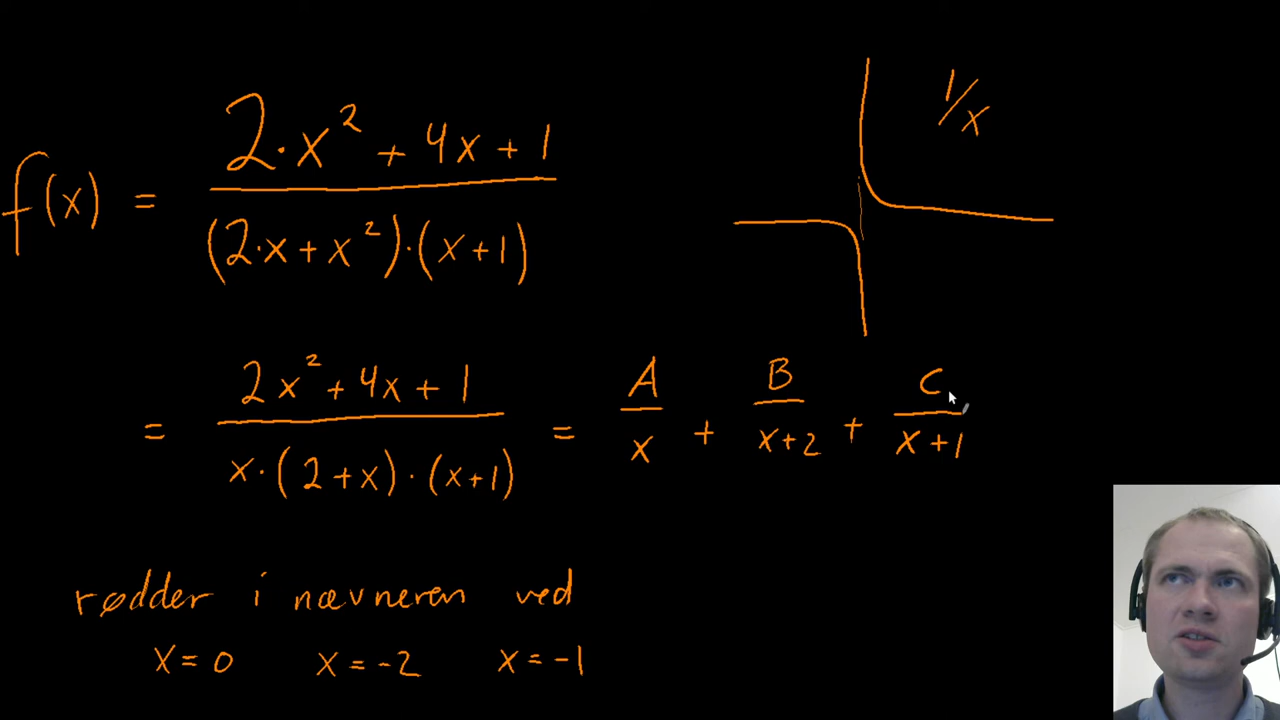 f(x) = (2·x² + 4x + 1) / ((2·x + x²)·(x+1))
1/x
= (2x² + 4x + 1) / (x·(2+x)·(x+1)) = A/x + B/(x+2) + C/(x+1)
rødder i nævneren ved
x=0 x=-2 x=-1